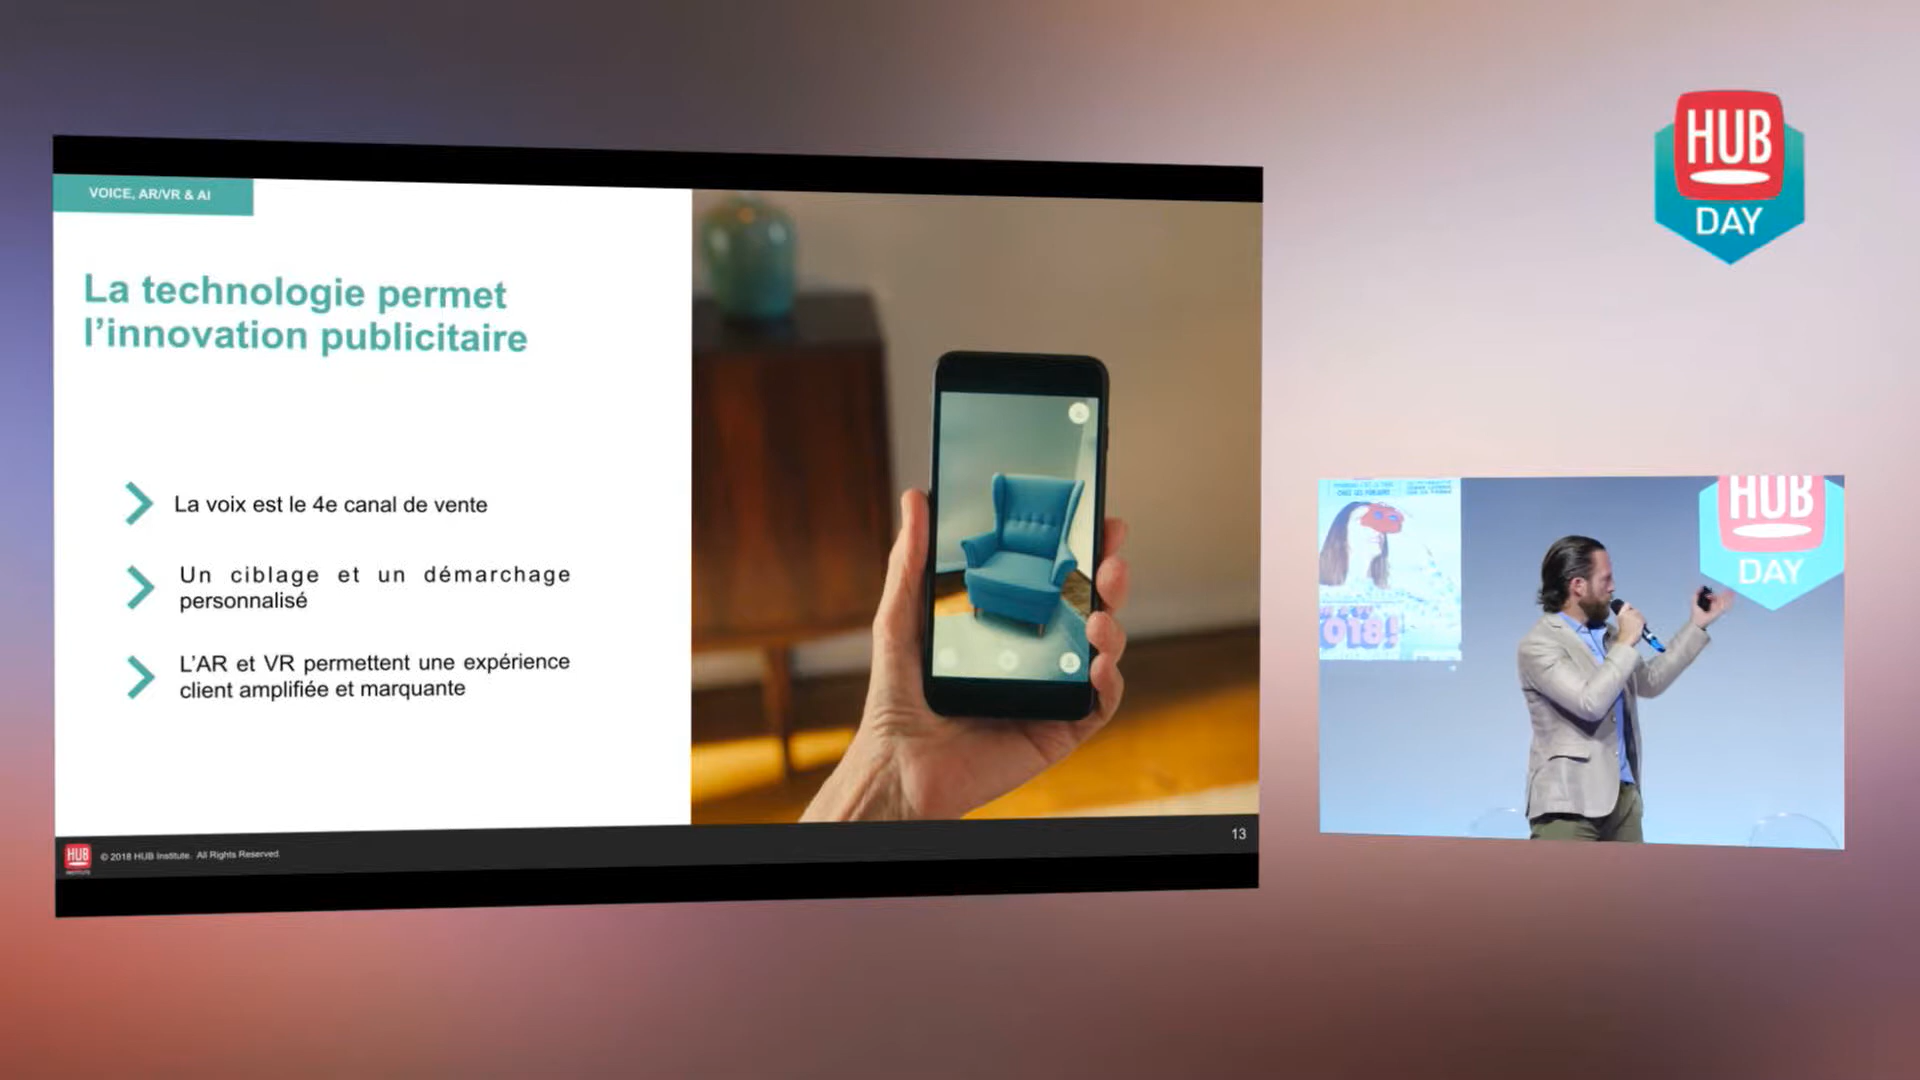 HUB
DAY
VOICE, AR/VR & AI
La technologie permet
l’innovation publicitaire
La voix est le 4e canal de vente
Un ciblage et un démarchage
personnalisé
L’AR et VR permettent une expérience
client amplifiée et marquante
HUB
© 2018 HUB Institute. All Rights Reserved.
13
018!
HUB
DAY